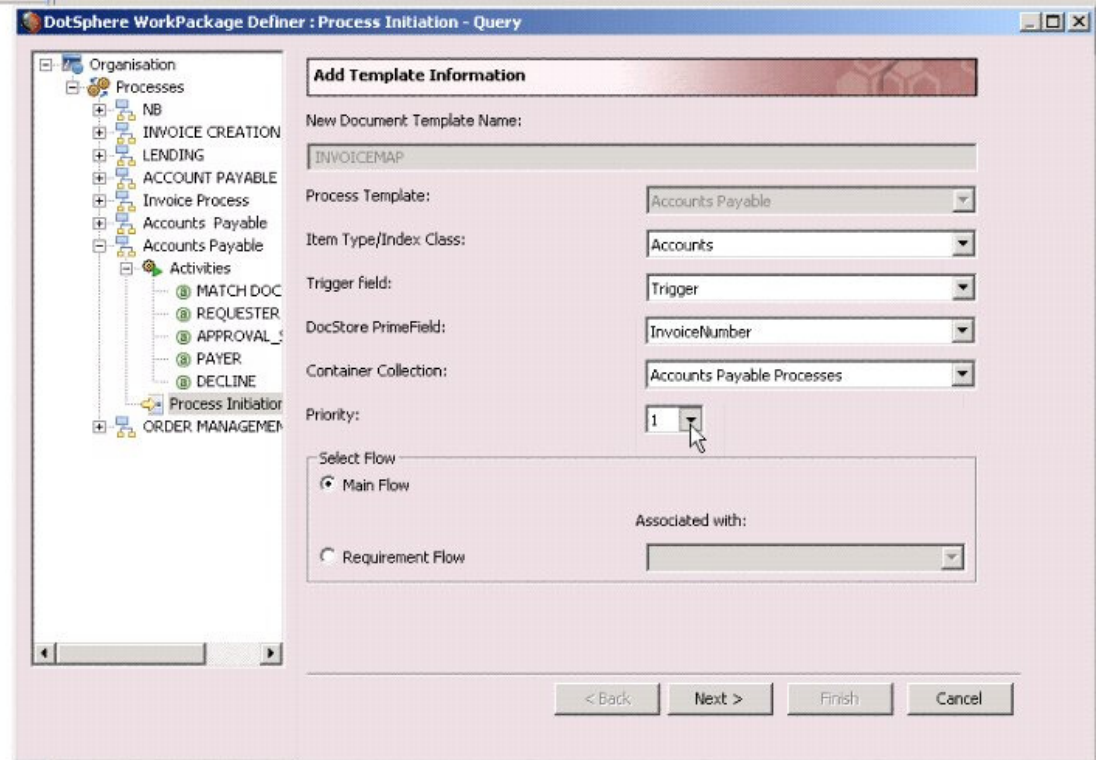 DotSphere WorkPackage Definer : Process Initiation - Query
Organisation
Processes
NB
INVOICE CREATION
LENDING
ACCOUNT PAYABLE
Invoice Process
Accounts Payable
Accounts Payable
Activities
MATCH DOC
REQUESTER
APPROVAL_S
PAYER
DECLINE
Process Initiation
ORDER MANAGEMEN
Add Template Information
New Document Template Name:
INVOICEMAP
Process Template:
Accounts Payable
Item Type/Index Class:
Accounts
Trigger field:
Trigger
DocStore PrimeField:
InvoiceNumber
Container Collection:
Accounts Payable Processes
Priority:
1
Select Flow
Main Flow
Associated with:
Requirement Flow
< Back
Next >
Finish
Cancel